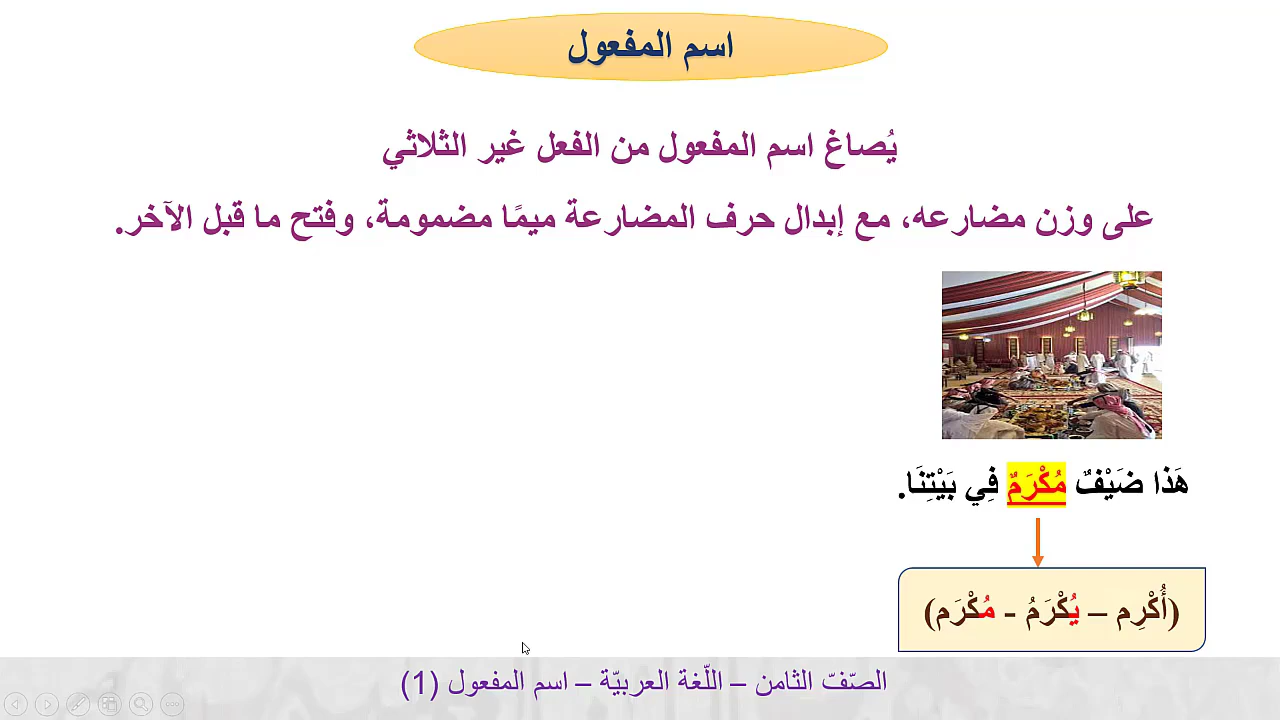 اسم المفعول
يُصاغ اسم المفعول من الفعل غير الثلاثي
على وزن مضارعه، مع إبدال حرف المضارعة ميمًا مضمومة، وفتح ما قبل الآخر.
هَذا ضَيْفٌ مُكْرَمٌ فِي بَيْتِنَا.
(أُكْرِم – يُكْرَمُ - مُكْرَم)
الصّفّ الثامن – اللّغة العربيّة – اسم المفعول (1)